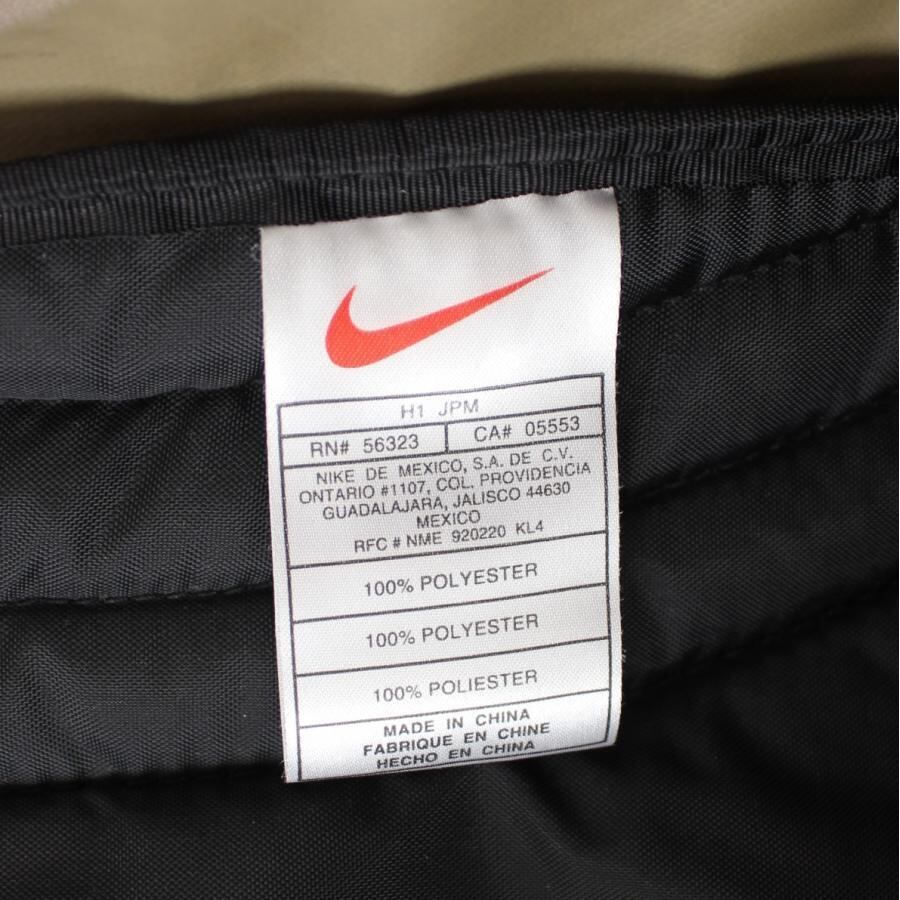 H1 JPM
RN# 56323 CA# 05553
NIKE DE MEXICO, S.A. DE C.V.
ONTARIO #1107, COL. PROVIDENCIA
GUADALAJARA, JALISCO 44630
MEXICO
RFC # NME 920220 KL4
100% POLYESTER
100% POLYESTER
100% POLIESTER
MADE IN CHINA
FABRIQUE EN CHINE
HECHO EN CHINA